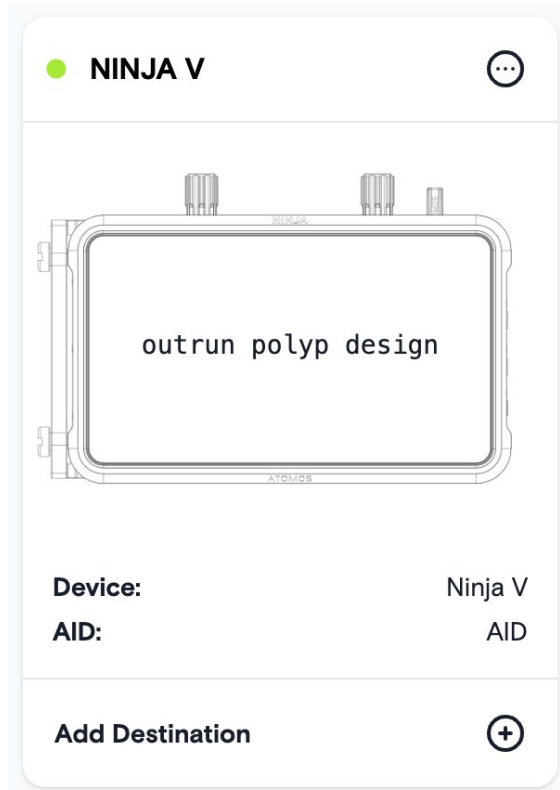 NINJA V
NINJA
outrun polyp design
ATOMOS
Device: Ninja V
AID: AID
Add Destination